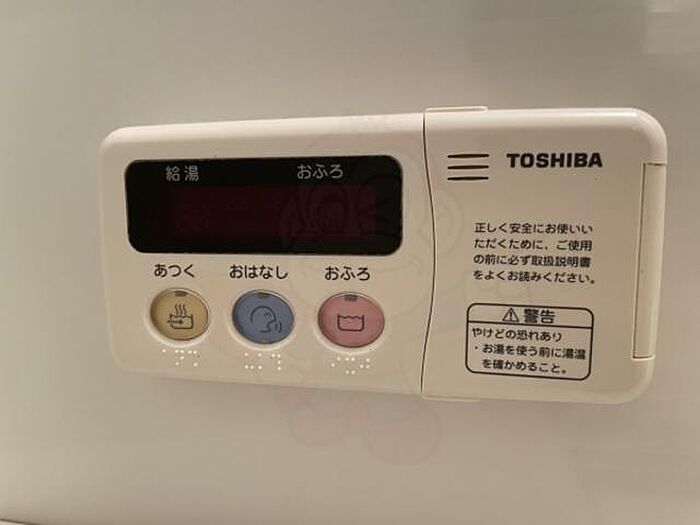 給湯 おふろ
TOSHIBA
正しく安全にお使いい
ただくために、ご使用
の前に必ず取扱説明書
をよくお読みください。
あつく おはなし おふろ
⚠警告
やけどの恐れあり
・お湯を使う前に湯温
を確かめること。